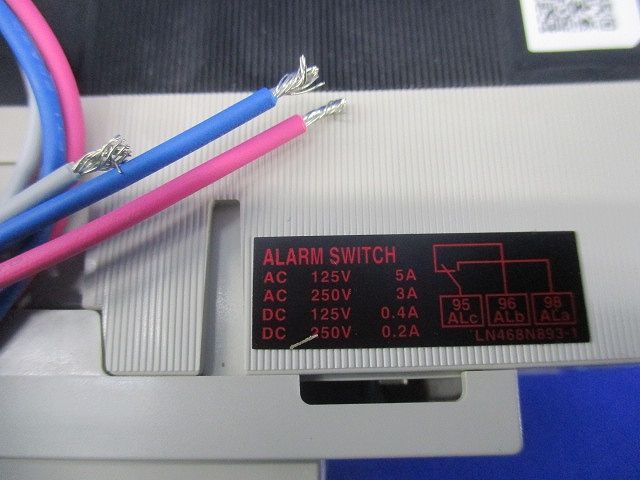 ALARM SWITCH
AC 125V 5A
AC 250V 3A
DC 125V 0.4A
DC 250V 0.2A
95 96 98
ALc ALb ALa
LN468N893-1